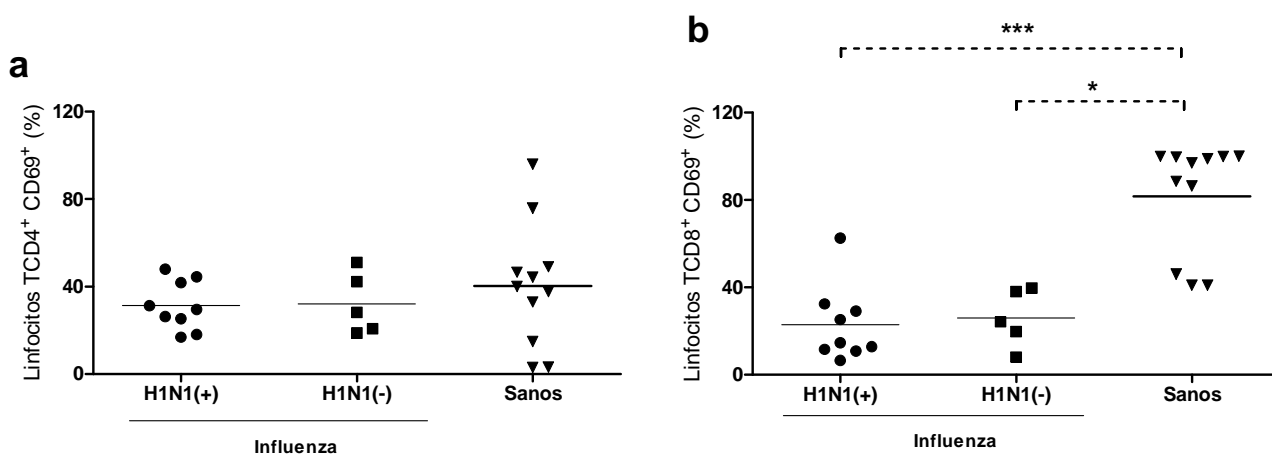 a
Linfocitos TCD4+ CD69+ (%)
120
80
40
0
H1N1(+) H1N1(-) Sanos
Influenza
b
***
*
Linfocitos TCD8+ CD69+ (%)
120
80
40
0
H1N1(+) H1N1(-) Sanos
Influenza